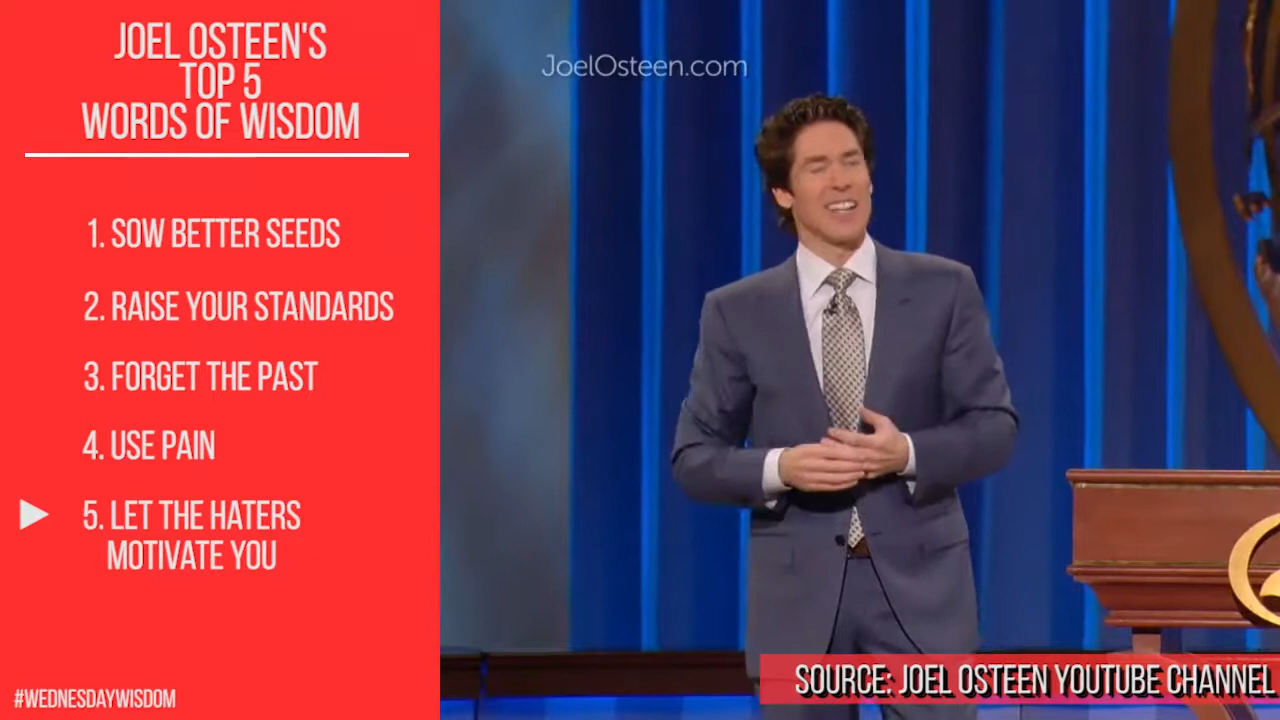 JOEL OSTEEN'S
TOP 5
WORDS OF WISDOM
1. SOW BETTER SEEDS
2. RAISE YOUR STANDARDS
3. FORGET THE PAST
4. USE PAIN
5. LET THE HATERS
MOTIVATE YOU
#WEDNESDAYWISDOM
JoelOsteen.com
SOURCE: JOEL OSTEEN YOUTUBE CHANNEL